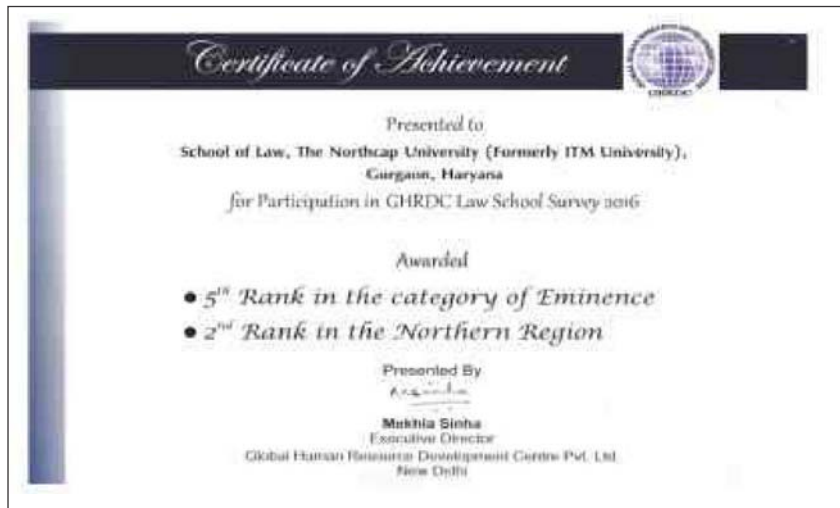 Certificate of Achievement
GHRDC
Presented to
School of Law, The Northcap University (Formerly ITM University),
Gurgaon, Haryana
for Participation in GHRDC Law School Survey 2016
Awarded
• 5th Rank in the category of Eminence
• 2nd Rank in the Northern Region
Presented By
Mekhla Sinha
Executive Director
Global Human Resource Development Centre Pvt. Ltd.
New Delhi